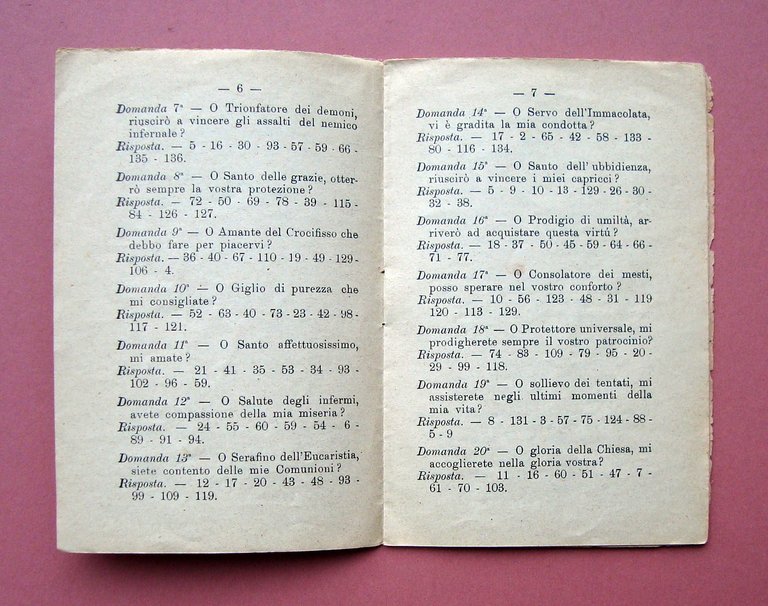 — 6 —
Domanda 7ª — O Trionfatore dei demoni,
riuscirò a vincere gli assalti del nemico
infernale?
Risposta. — 5 - 16 - 30 - 93 - 57 - 59 - 66 -
135 - 136.
Domanda 8ª — O Santo delle grazie, otter-
rò sempre la vostra protezione?
Risposta. — 72 - 50 - 69 - 78 - 39 - 115-
84 - 126 - 127.
Domanda 9ª — O Amante del Crocifisso che
debbo fare per piacervi?
Risposta. — 36 - 40 - 67 - 110 - 19 - 49 - 129-
106 - 4.
Domanda 10ª — O Giglio di purezza che
mi consigliate?
Risposta. — 52 - 63 - 40 - 73 - 23 - 42 - 98-
117 - 121.
Domanda 11ª — O Santo affettuosissimo,
mi amate?
Risposta. — 21 - 41 - 35 - 53 - 34 - 93 -
102 - 96 - 59.
Domanda 12ª — O Salute degli infermi,
avete compassione della mia miseria?
Risposta. — 24 - 55 - 60 - 59 - 54 - 6 -
89 - 91 - 94.
Domanda 13ª — O Serafino dell'Eucaristia,
siete contento delle mie Comunioni?
Risposta. — 12 - 17 - 20 - 43 - 48 - 93 -
99 - 109 - 119.
— 7 —
Domanda 14ª — O Servo dell'Immacolata,
vi è gradita la mia condotta?
Risposta. — 17 - 2 - 65 - 42 - 58 - 133 -
80 - 116 - 134.
Domanda 15ª — O Santo dell' ubbidienza,
riuscirò a vincere i miei capricci?
Risposta. — 5 - 9 - 10 - 13 - 129 - 26 - 30 -
32 - 38.
Domanda 16ª — O Prodigio di umiltà, ar-
riverò ad acquistare questa virtú?
Risposta. — 18 - 37 - 50 - 45 - 59 - 64 - 66 -
71 - 77.
Domanda 17ª — O Consolatore dei mesti,
posso sperare nel vostro conforto?
Risposta. — 10 - 56 - 123 - 48 - 31 - 119
120 - 113 - 129.
Domanda 18ª — O Protettore universale, mi
prodigherete sempre il vostro patrocinio?
Risposta. — 74 - 83 - 109 - 79 - 95 - 20 -
29 - 99 - 118.
Domanda 19ª — O sollievo dei tentati, mi
assisterete negli ultimi momenti della
mia vita?
Risposta. — 8 - 131 - 3 - 57 - 75 - 124 - 88 -
5 - 9
Domanda 20ª — O gloria della Chiesa, mi
accoglierete nella gloria vostra?
Risposta. — 11 - 16 - 60 - 51 - 47 - 7 -
61 - 70 - 103.